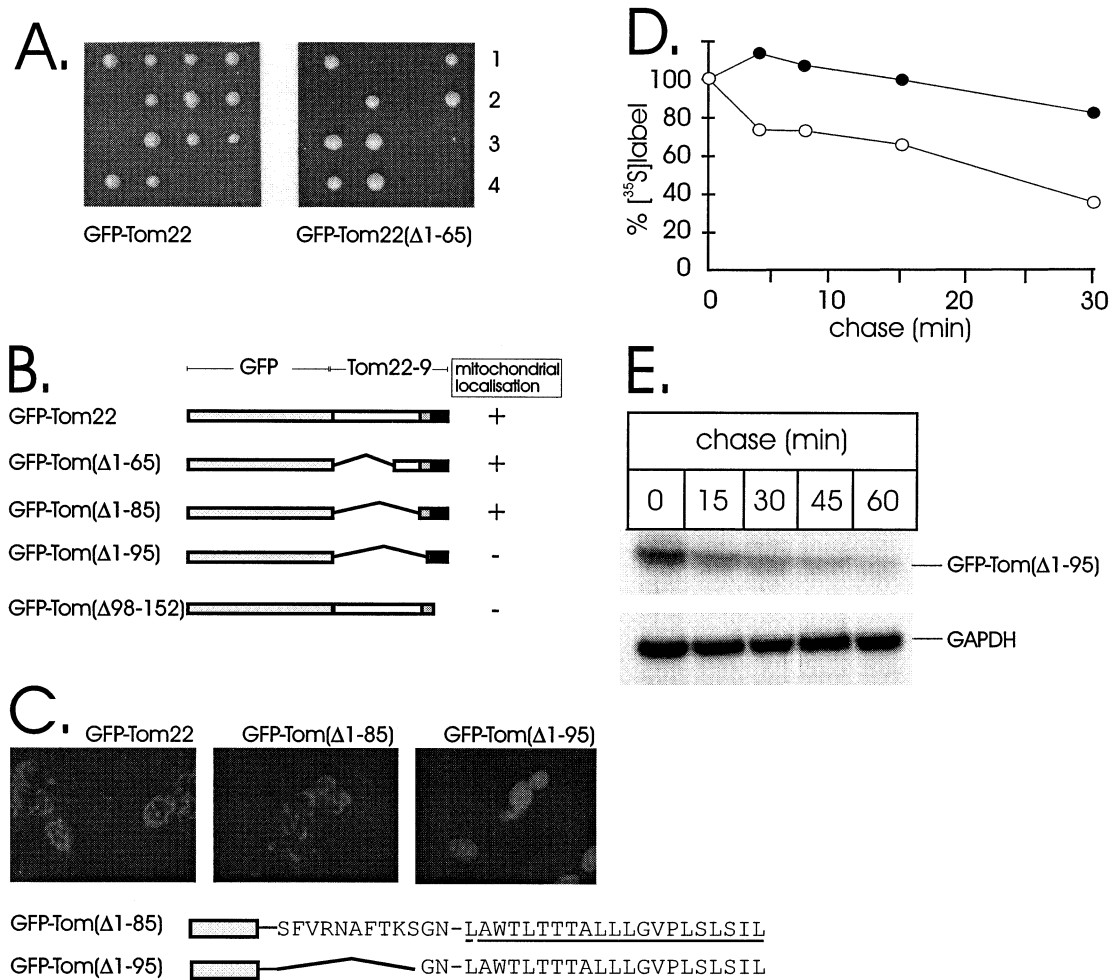 A.
1
2
3
4
GFP-Tom22
GFP-Tom22(Δ1-65)
B.
GFP
Tom22-9
mitochondrial
localisation
GFP-Tom22
+
GFP-Tom(Δ1-65)
+
GFP-Tom(Δ1-85)
+
GFP-Tom(Δ1-95)
-
GFP-Tom(Δ98-152)
-
C.
GFP-Tom22
GFP-Tom(Δ1-85)
GFP-Tom(Δ1-95)
GFP-Tom(Δ1-85)
SFVRNAFTKSGN-LAWTLTTTALLLGVPLSLSIL
GFP-Tom(Δ1-95)
GN-LAWTLTTTALLLGVPLSLSIL
D.
% [³⁵S]label
100
80
60
40
20
0
0
10
20
30
chase (min)
E.
chase (min)
0
15
30
45
60
GFP-Tom(Δ1-95)
GAPDH